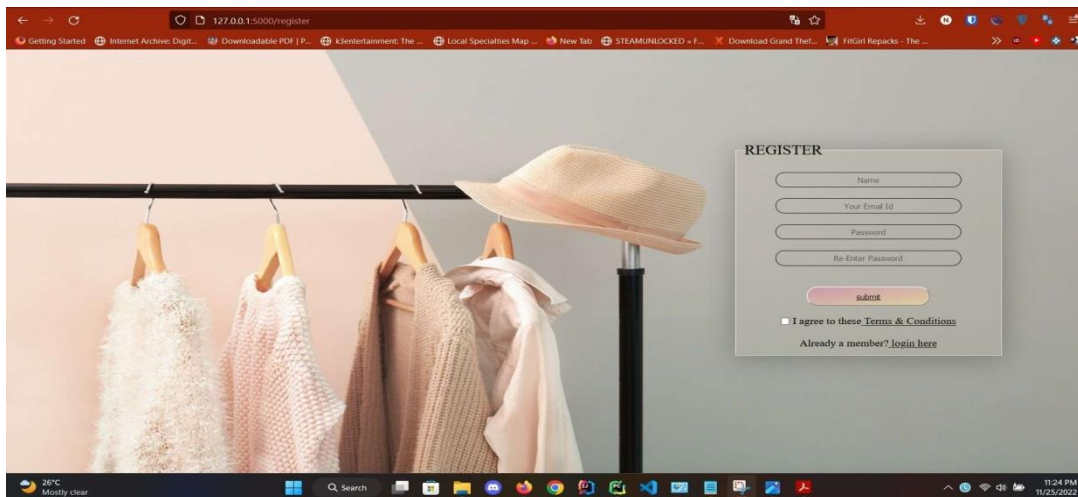 127.0.0.1:5000/register
Getting Started Internet Archive: Digit... Downloadable PDF | P... k3entertainment: The ... Local Specialties Map ... New Tab STEAMUNLOCKED » F... Download Grand Thef... FitGirl Repacks - The ...
REGISTER
Name
Your Email Id
Password
Re-Enter Password
submit
I agree to these Terms & Conditions
Already a member? login here
26°C
Mostly clear
Search
11:24 PM
11/25/2022